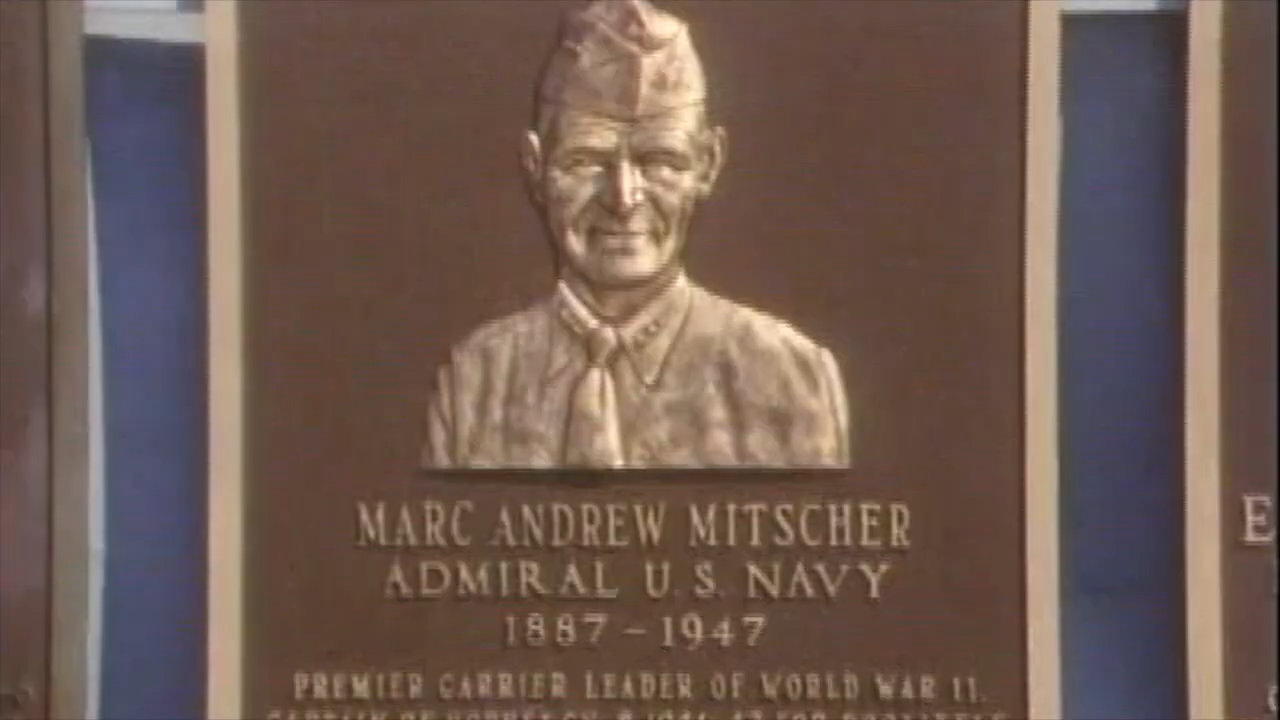 MARC ANDREW MITSCHER
ADMIRAL U.S. NAVY
1887 – 1947
PREMIER CARRIER LEADER OF WORLD WAR II.
E